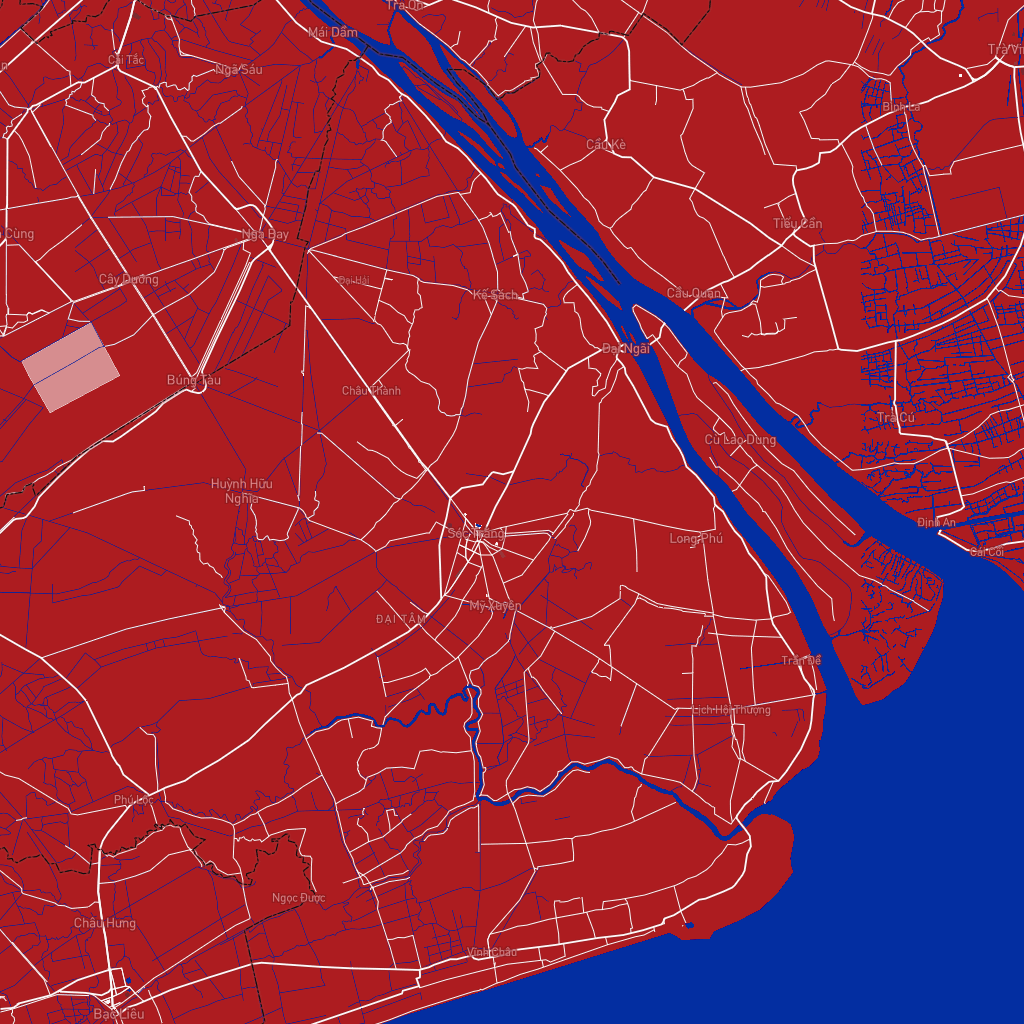 Trà Ôn
Mái Dầm
Cái Tắc
Ngã Sáu
Bình La
Cầu Kè
Tiểu Cần
Ngã Bảy
Cây Dương
Đại Hải
Kế Sách
Cầu Quan
Đại Ngãi
Búng Tàu
Châu Thành
Trà Cú
Cù Lao Dung
Huỳnh Hữu
Nghĩa
Định An
Sóc Trăng
Long Phú
Cái Cối
Mỹ Xuyên
ĐẠI TÂM
Trần Đề
Lịch Hội Thượng
Phú Lộc
Ngọc Được
Châu Hưng
Vĩnh Châu
Bạc Liêu